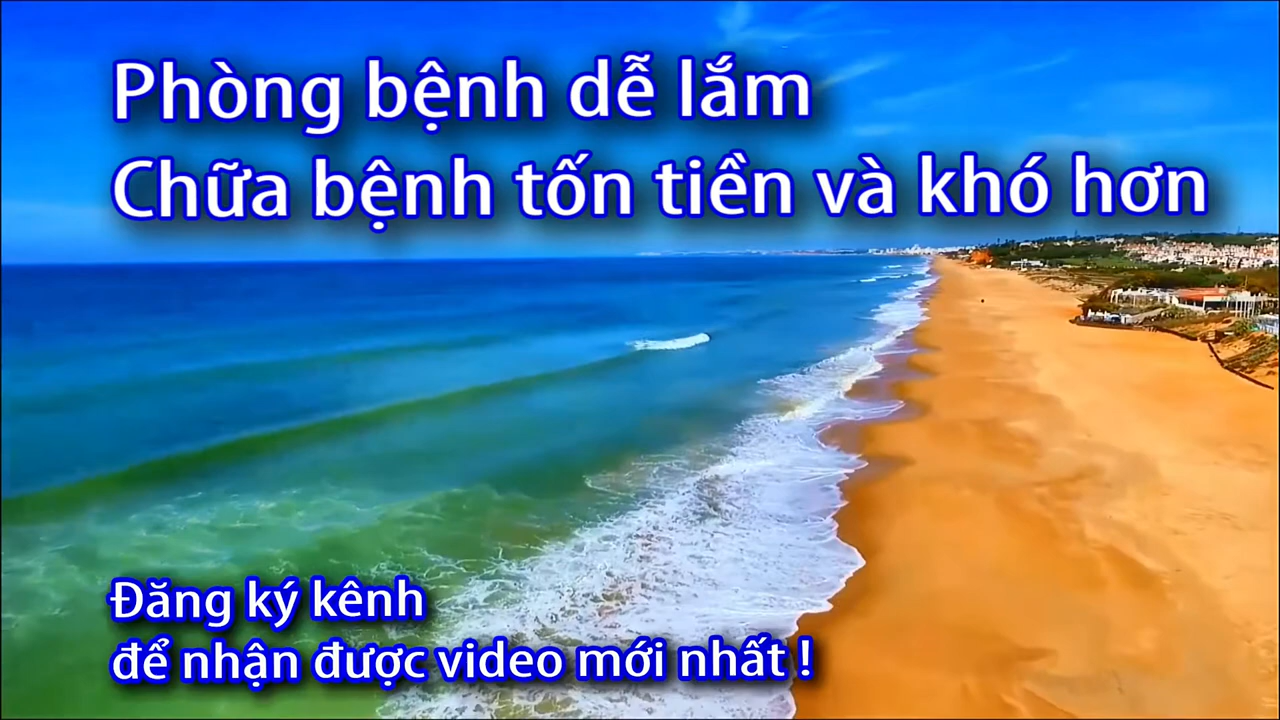 Phòng bệnh dễ lắm
Chữa bệnh tốn tiền và khó hơn
Đăng ký kênh
để nhận được video mới nhất !